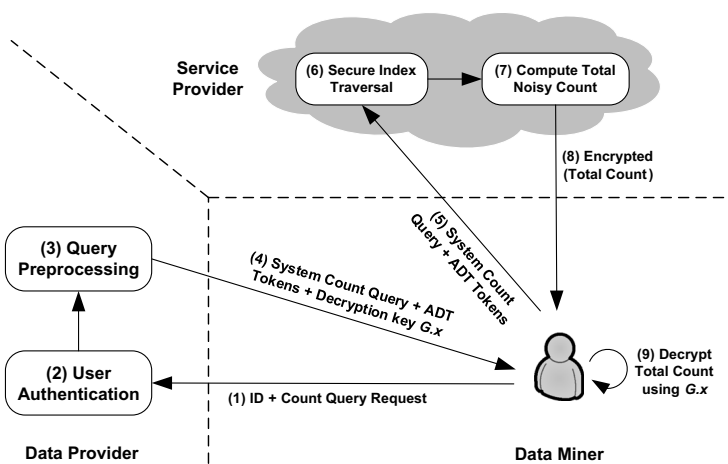 Service
Provider
(6) Secure Index
Traversal
(7) Compute Total
Noisy Count
(8) Encrypted
(Total Count)
(3) Query
Preprocessing
(4) System Count Query + ADT
Tokens + Decryption key G.x
(5) System Count
Query + ADT Tokens
(2) User
Authentication
(1) ID + Count Query Request
(9) Decrypt
Total Count
using G.x
Data Provider
Data Miner